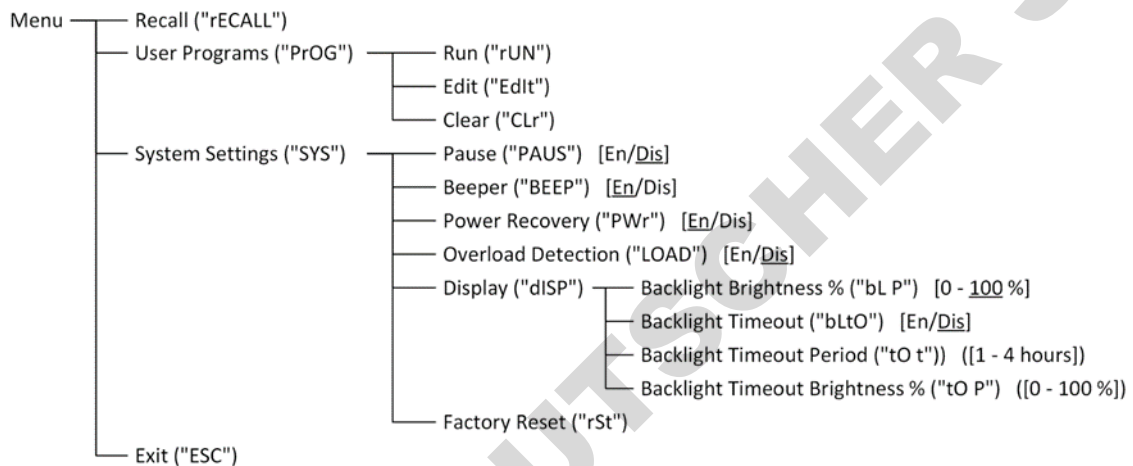 Menu Recall ("rECALL")
User Programs ("PrOG") Run ("rUN")
Edit ("EdIt")
Clear ("CLr")
System Settings ("SYS") Pause ("PAUS") [En/Dis]
Beeper ("BEEP") [En/Dis]
Power Recovery ("PWr") [En/Dis]
Overload Detection ("LOAD") [En/Dis]
Display ("dISP") Backlight Brightness % ("bL P") [0 - 100 %]
Backlight Timeout ("bLtO") [En/Dis]
Backlight Timeout Period ("tO t")) ([1 - 4 hours])
Backlight Timeout Brightness % ("tO P") ([0 - 100 %])
Factory Reset ("rSt")
Exit ("ESC")
UTSCHER S